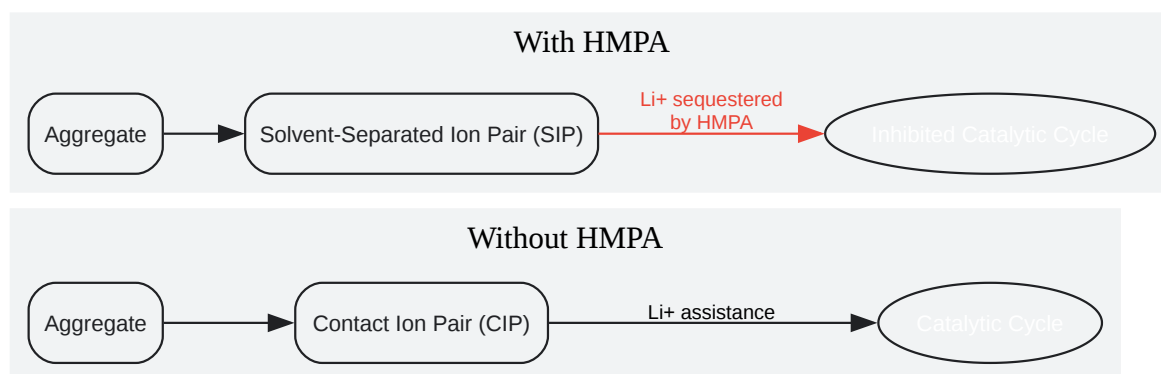 With HMPA
Aggregate
Solvent-Separated Ion Pair (SIP)
Li+ sequestered
by HMPA
Inhibited Catalytic Cycle
Without HMPA
Aggregate
Contact Ion Pair (CIP)
Li+ assistance
Catalytic Cycle